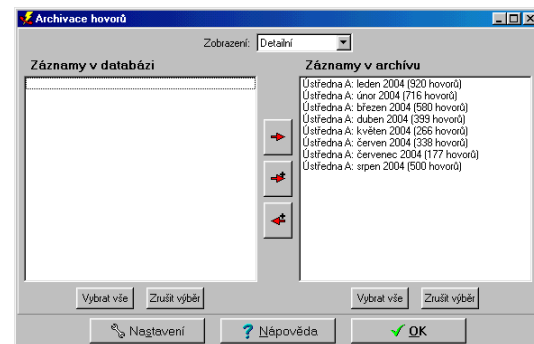 Archivace hovorů
Zobrazení: Detailní
Záznamy v databázi
Záznamy v archívu
Ústředna A: leden 2004 (920 hovorů)
Ústředna A: únor 2004 (716 hovorů)
Ústředna A: březen 2004 (580 hovorů)
Ústředna A: duben 2004 (399 hovorů)
Ústředna A: květen 2004 (266 hovorů)
Ústředna A: červen 2004 (338 hovorů)
Ústředna A: červenec 2004 (177 hovorů)
Ústředna A: srpen 2004 (500 hovorů)
Vybrat vše Zrušit výběr Vybrat vše Zrušit výběr
Nastavení Nápověda OK